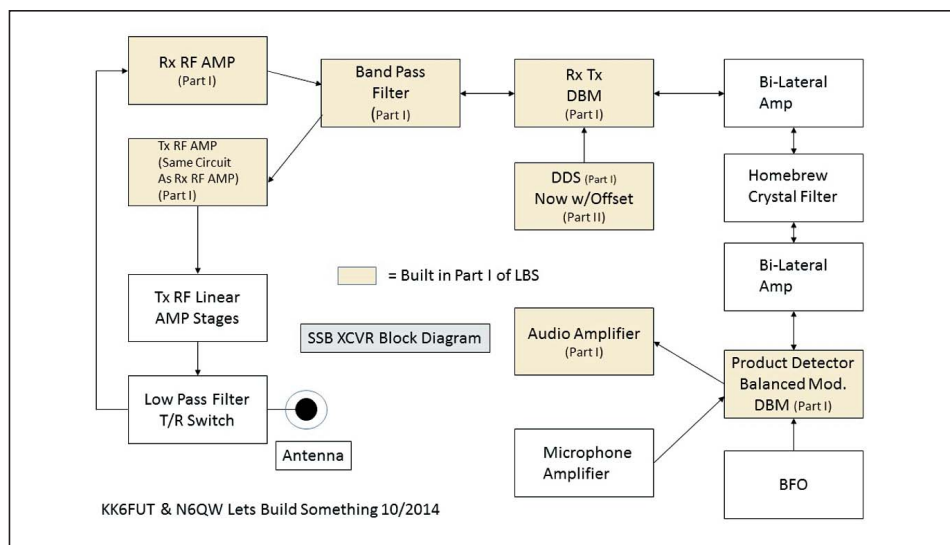 Rx RF AMP
(Part I)
Band Pass
Filter
(Part I)
Rx Tx
DBM
(Part I)
Bi-Lateral
Amp
Tx RF AMP
(Same Circuit
As Rx RF AMP)
(Part I)
DDS (Part I)
Now w/Offset
(Part II)
Homebrew
Crystal Filter
Bi-Lateral
Amp
= Built in Part I of LBS
Tx RF Linear
AMP Stages
SSB XCVR Block Diagram
Audio Amplifier
(Part I)
Product Detector
Balanced Mod.
DBM (Part I)
Low Pass Filter
T/R Switch
Antenna
Microphone
Amplifier
BFO
KK6FUT & N6QW Lets Build Something 10/2014